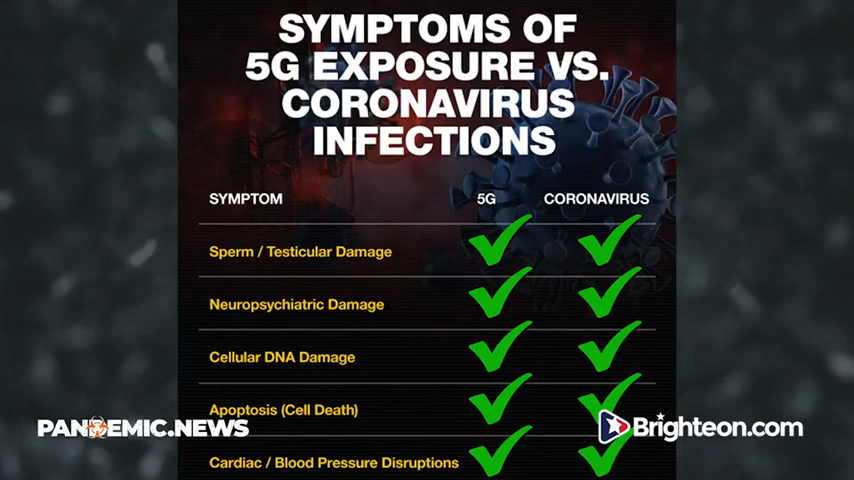 SYMPTOMS OF
5G EXPOSURE VS.
CORONAVIRUS
INFECTIONS
SYMPTOM 5G CORONAVIRUS
Sperm / Testicular Damage
Neuropsychiatric Damage
Cellular DNA Damage
Apoptosis (Cell Death)
PANDEMIC.NEWS Brighteon.com
Cardiac / Blood Pressure Disruptions